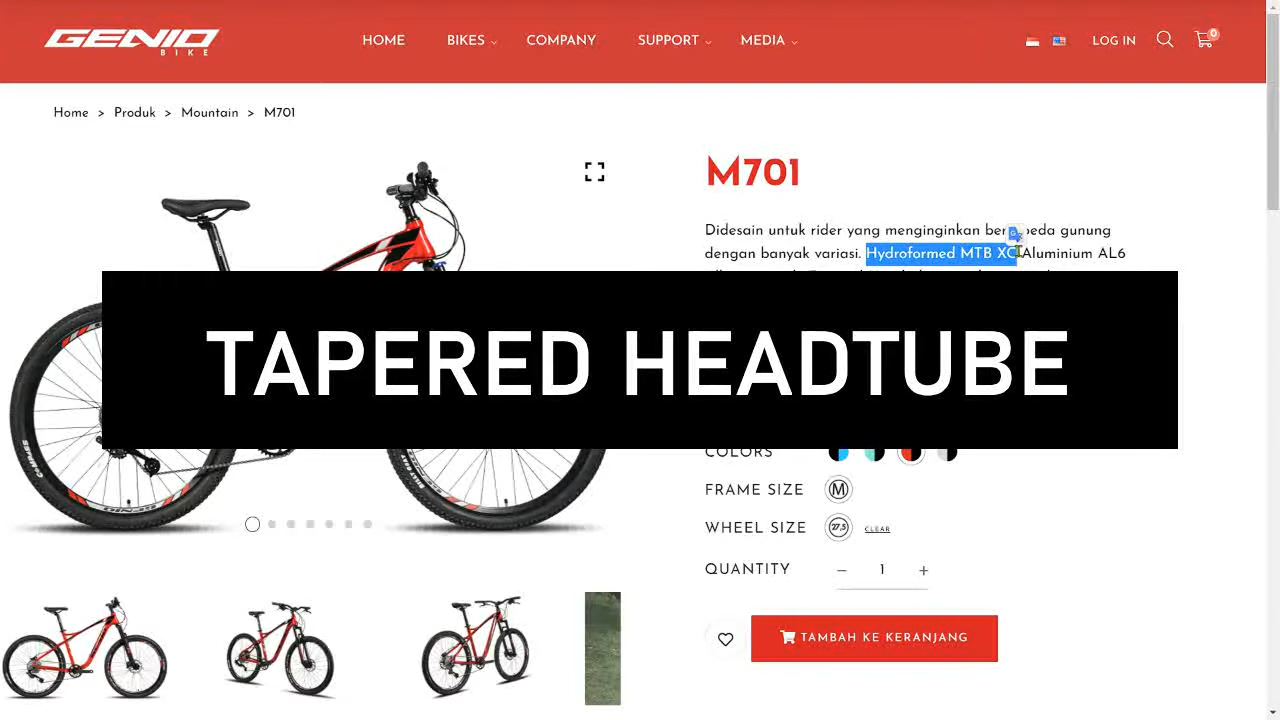 GENIO
BIKE
HOME
BIKES
COMPANY
SUPPORT
MEDIA
LOG IN
0
Home > Produk > Mountain > M701
M701
Didesain untuk rider yang menginginkan
gunung
dengan banyak variasi. Hydroformed MTB XC Aluminium AL6
TAPERED HEADTUBE
COLORS
FRAME SIZE
M
WHEEL SIZE
27,5
CLEAR
QUANTITY
− 1 +
TAMBAH KE KERANJANG
COMPASS
GENIO